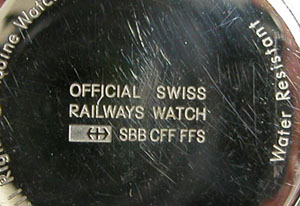 OFFICIAL SWISS
RAILWAYS WATCH
SBB CFF FFS
Water Resistant